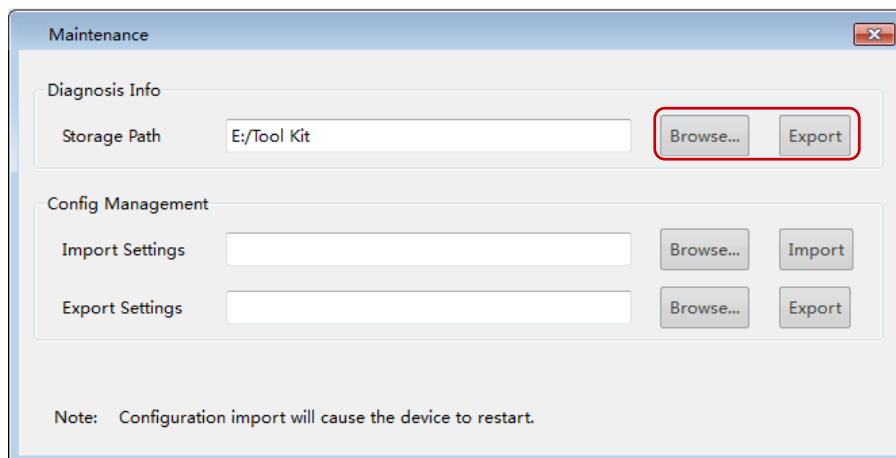 Maintenance
Diagnosis Info
Storage Path E:/Tool Kit Browse... Export
Config Management
Import Settings Browse... Import
Export Settings Browse... Export
Note: Configuration import will cause the device to restart.